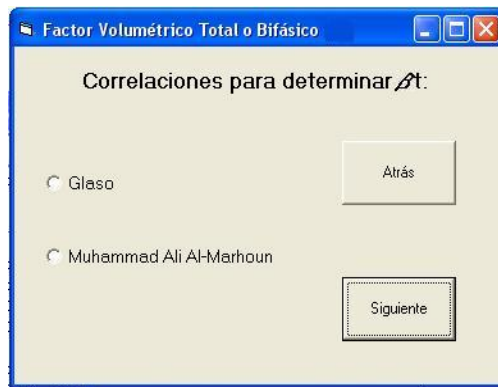 Factor Volumétrico Total o Bifásico
Correlaciones para determinar βt:
Glaso
Atrás
Muhammad Ali Al-Marhoun
Siguiente